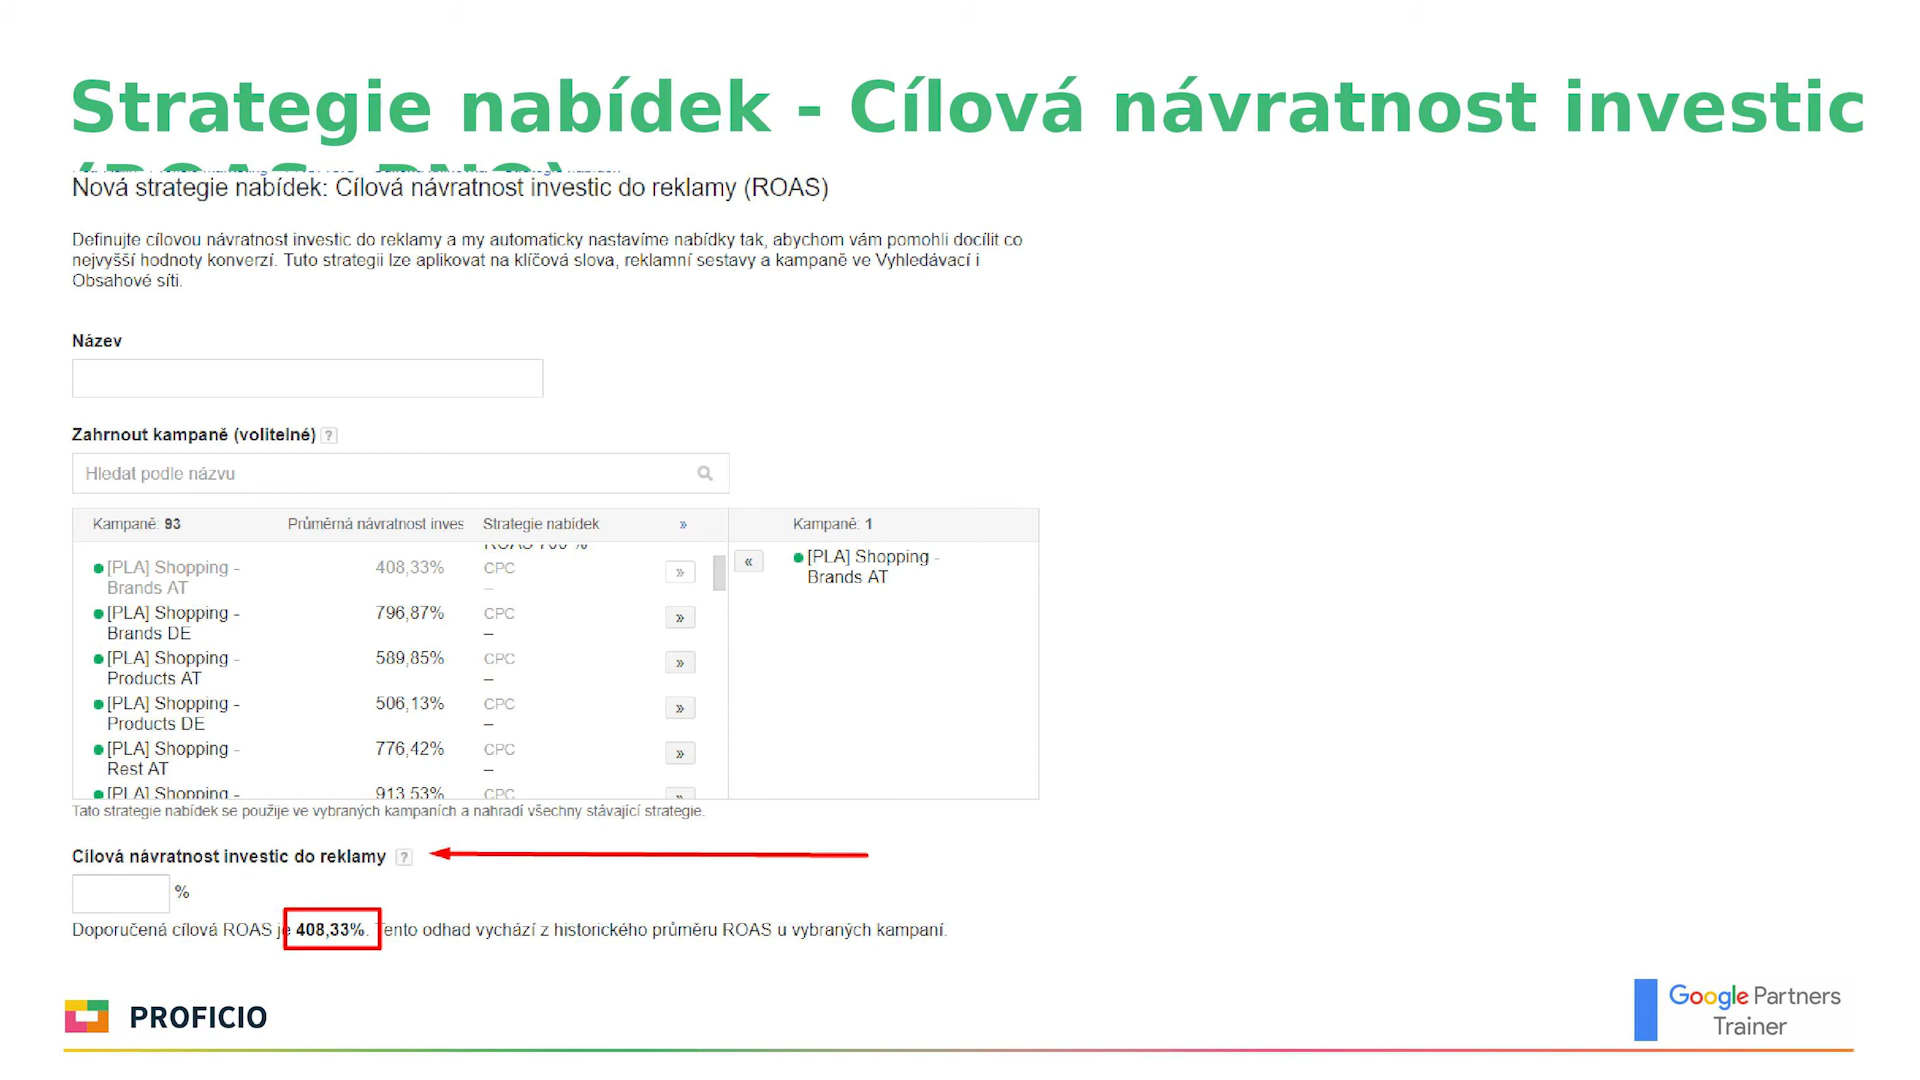 Strategie nabídek - Cílová návratnost investic
Nová strategie nabídek: Cílová návratnost investic do reklamy (ROAS)
Definujte cílovou návratnost investic do reklamy a my automaticky nastavíme nabídky tak, abychom vám pomohli docílit co
nejvyšší hodnoty konverzí. Tuto strategii lze aplikovat na klíčová slova, reklamní sestavy a kampaně ve Vyhledávací i
Obsahové síti.
Název
Zahrnout kampaně (volitelné) ?
Hledat podle názvu
Kampaně: 93 Průměrná návratnost inves Strategie nabídek » Kampaně: 1
ROAS 700 %
[PLA] Shopping - 408,33% CPC » « [PLA] Shopping -
Brands AT – Brands AT
[PLA] Shopping - 796,87% CPC »
Brands DE –
[PLA] Shopping - 589,85% CPC »
Products AT –
[PLA] Shopping - 506,13% CPC »
Products DE –
[PLA] Shopping - 776,42% CPC »
Rest AT –
[PLA] Shopping - 913,53% CPC »
Tato strategie nabídek se použije ve vybraných kampaních a nahradí všechny stávající strategie.
Cílová návratnost investic do reklamy ?
%
Doporučená cílová ROAS je 408,33%. Tento odhad vychází z historického průměru ROAS u vybraných kampaní.
PROFICIO
Google Partners
Trainer